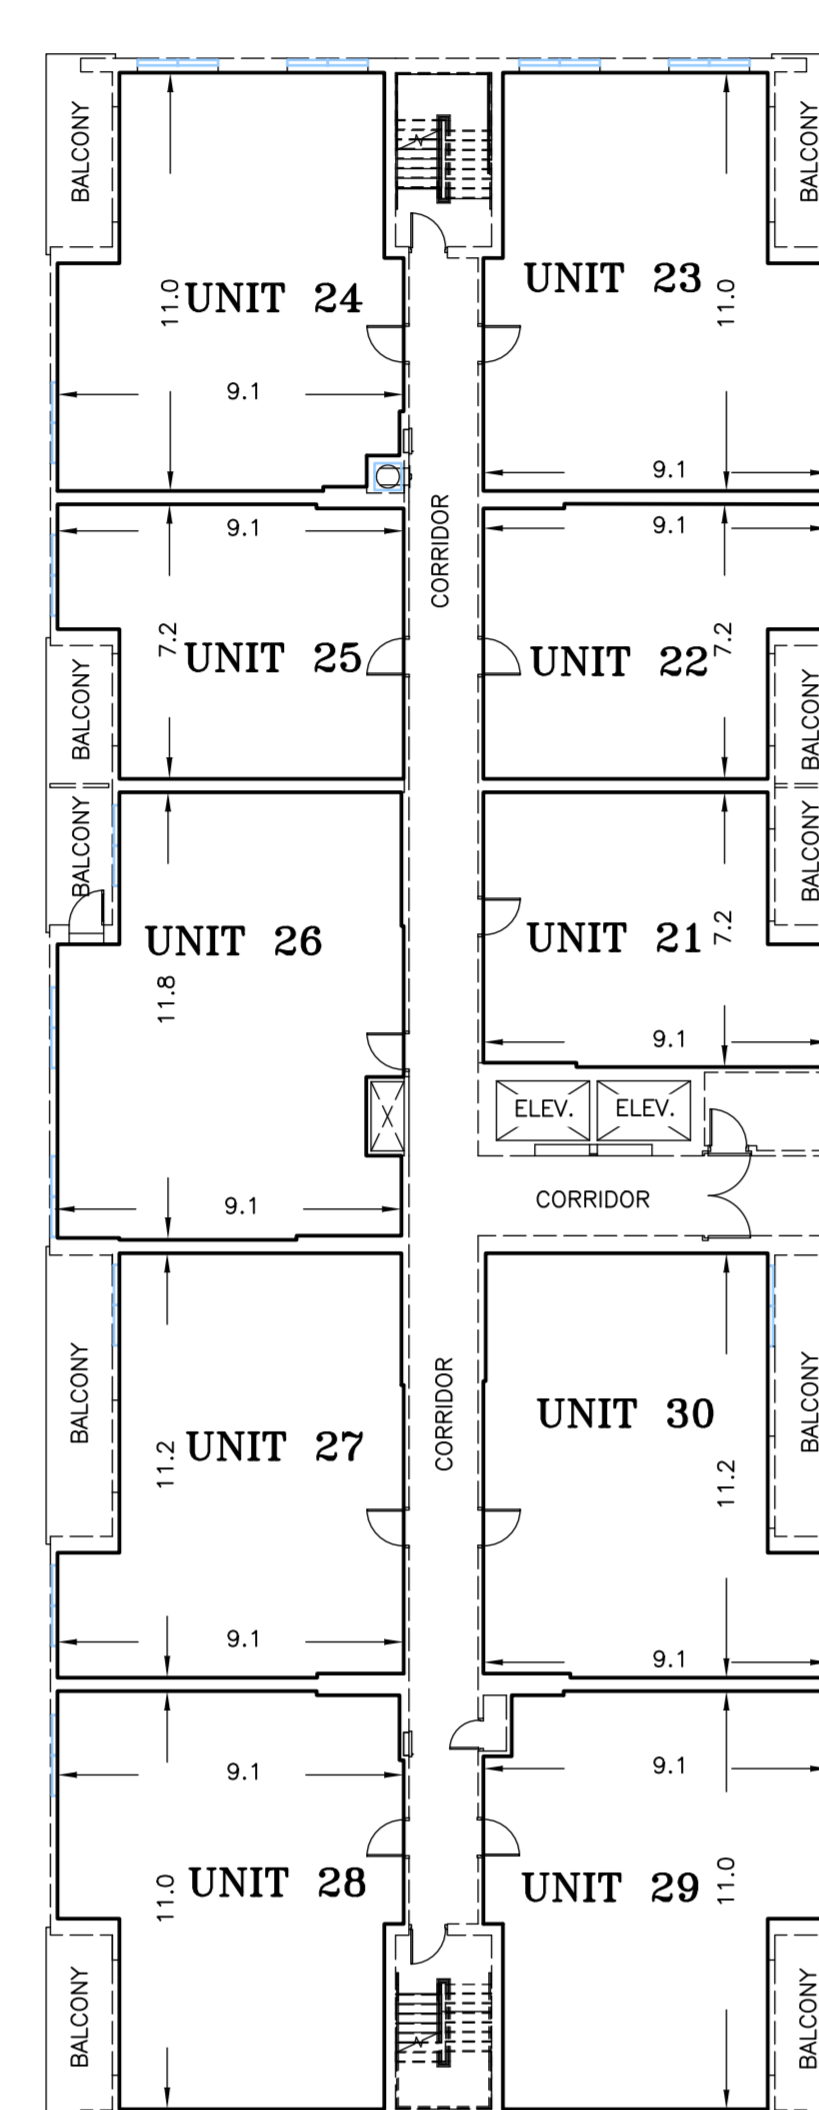 BALCONY
BALCONY
UNIT 24
11.0
9.1
UNIT 23
11.0
9.1
CORRIDOR
9.1
7.2
UNIT 25
BALCONY
9.1
7.2
UNIT 22
BALCONY
BALCONY
UNIT 26
11.8
9.1
UNIT 21
7.2
9.1
BALCONY
ELEV.
ELEV.
CORRIDOR
BALCONY
UNIT 27
11.2
9.1
CORRIDOR
UNIT 30
11.2
9.1
BALCONY
9.1
UNIT 28
11.0
BALCONY
9.1
UNIT 29
11.0
BALCONY